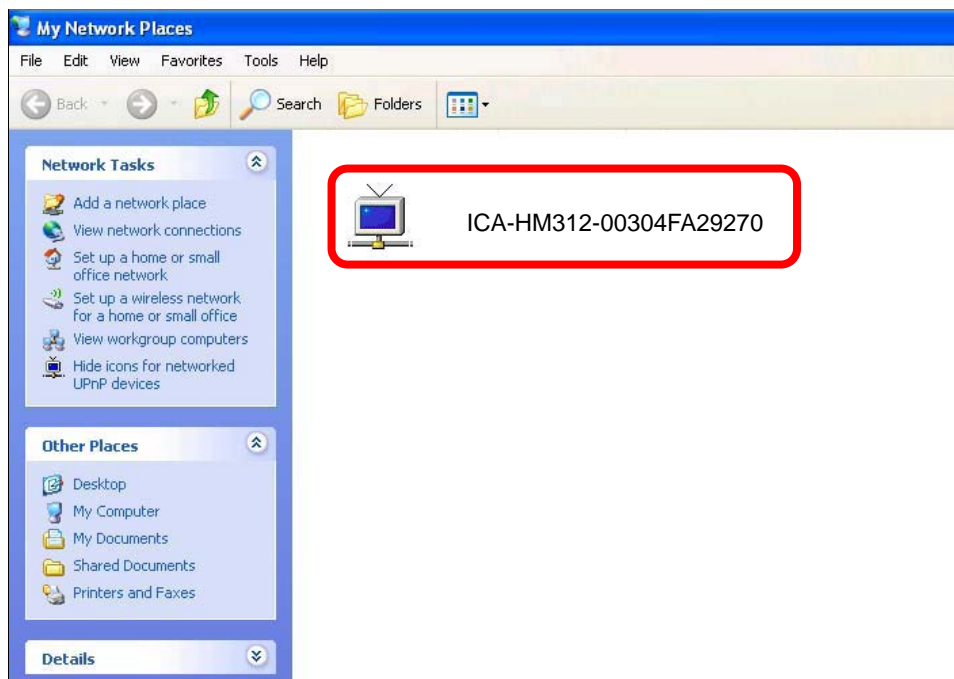 My Network Places
File Edit View Favorites Tools Help
Back Search Folders
Network Tasks
Add a network place
View network connections
Set up a home or small
office network
Set up a wireless network
for a home or small office
View workgroup computers
Hide icons for networked
UPnP devices
Other Places
Desktop
My Computer
My Documents
Shared Documents
Printers and Faxes
Details
ICA-HM312-00304FA29270